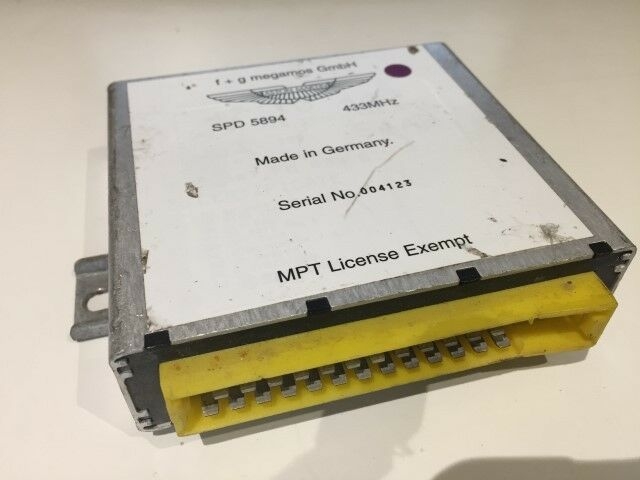 f + g megamos GmbH
SPD 5894 433MHz
Made in Germany.
Serial No.004123
MPT License Exempt